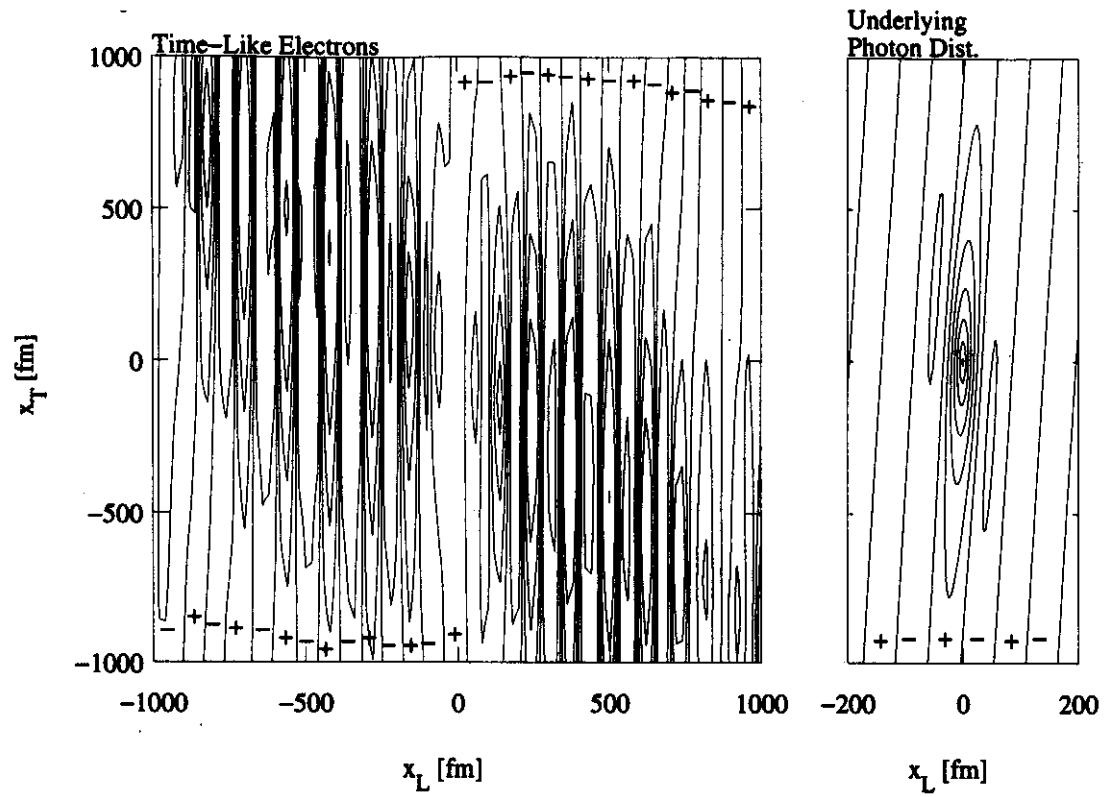 Time-Like Electrons
Underlying
Photon Dist.
1000
500
0
-500
-1000
x_T [fm]
-1000 -500 0 500 1000
x_L [fm]
-200 0 200
x_L [fm]
+ - + - + - + - + - + - +
- + - + - + - + - + - + - +
+ - + - + -